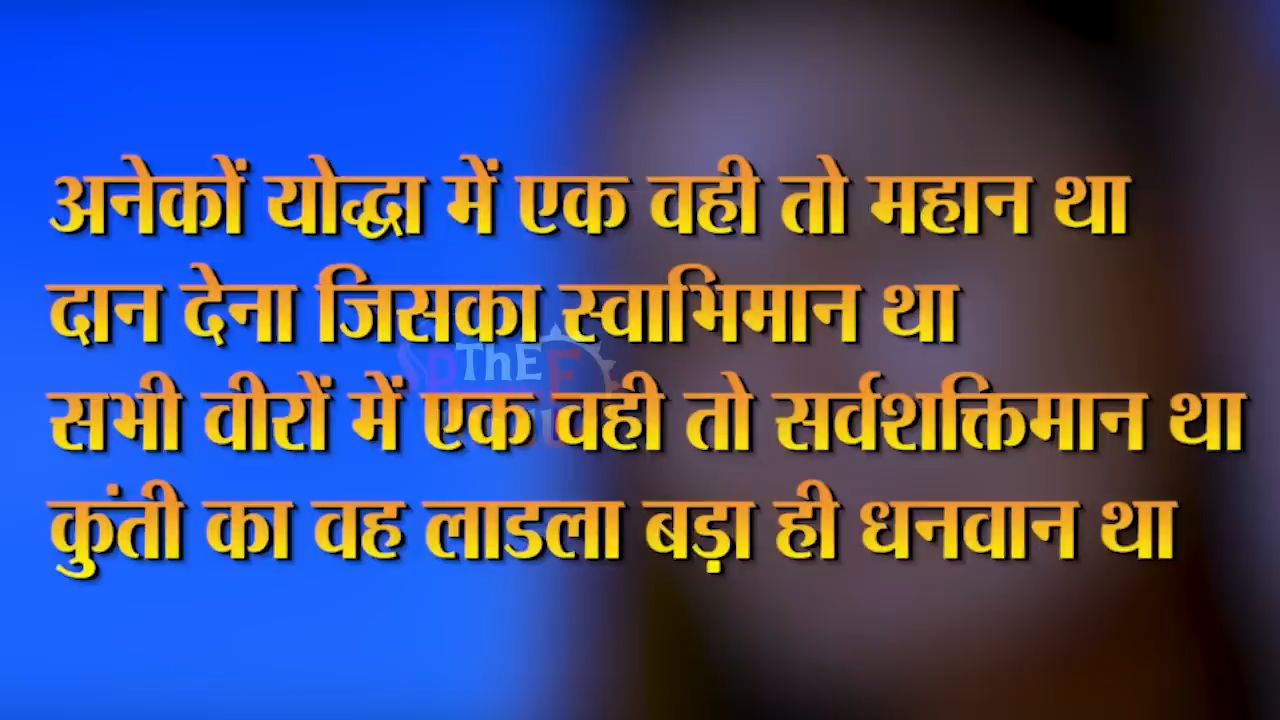 अनेकों योद्धा में एक वही तो महान था
दान देना जिसका स्वाभिमान था
सभी वीरों में एक वही तो सर्वशक्तिमान था
कुंती का वह लाडला बड़ा ही धनवान था